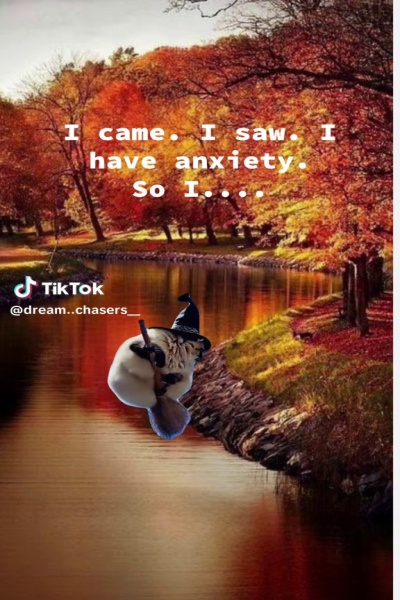 I came. I saw. I
have anxiety.
So I....
TikTok
@dream..chasers__